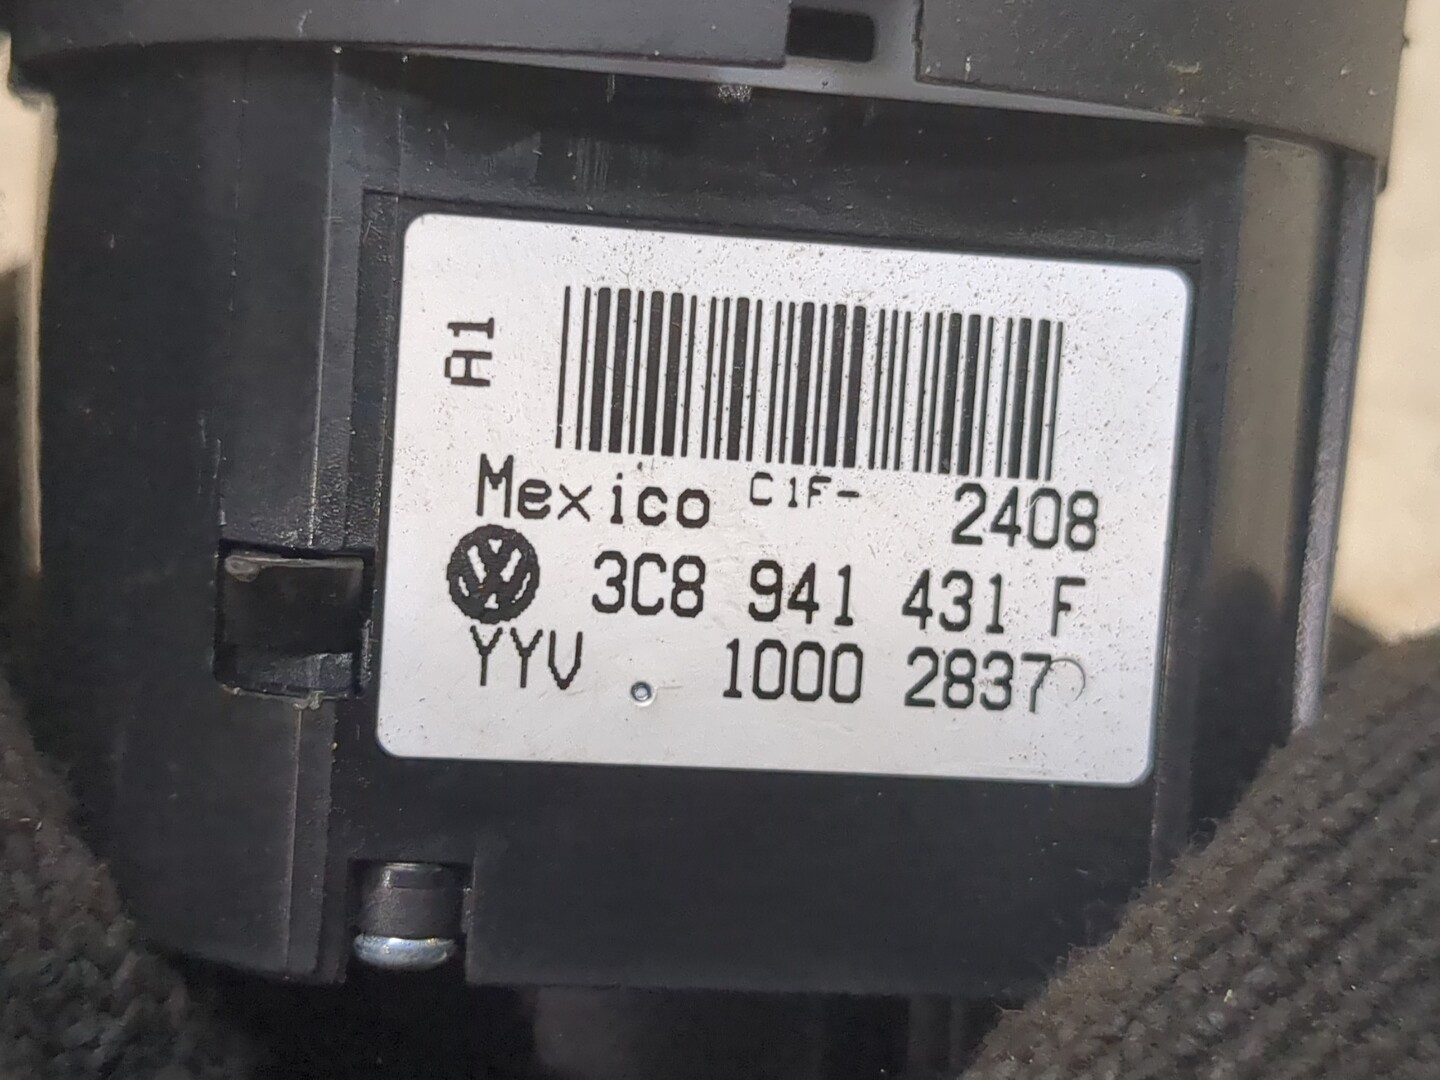 A1
Mexico C1F- 2408
3C8 941 431 F
YYV . 1000 2837